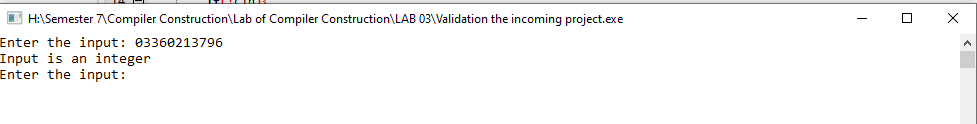 H:\Semester 7\Compiler Construction\Lab of Compiler Construction\LAB 03\Validation the incoming project.exe
Enter the input: 03360213796
Input is an integer
Enter the input: